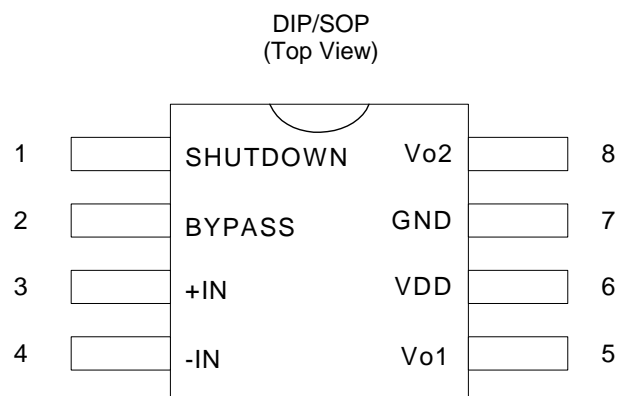 DIP/SOP
(Top View)
1 SHUTDOWN Vo2 8
2 BYPASS GND 7
3 +IN VDD 6
4 -IN Vo1 5